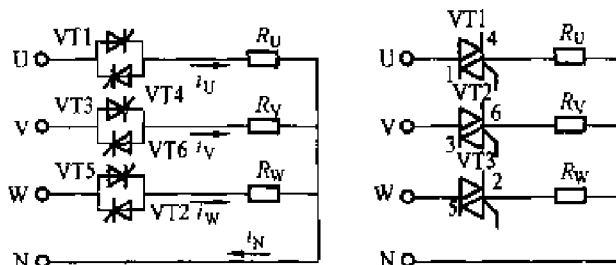 VT1
U
R_U
VT4
i_U
VT3
V
R_V
VT6
i_V
VT5
W
R_W
VT2
i_W
i_N
N
VT1
4
U
R_U
1
VT2
6
V
R_V
3
VT3
2
W
R_W
5
N